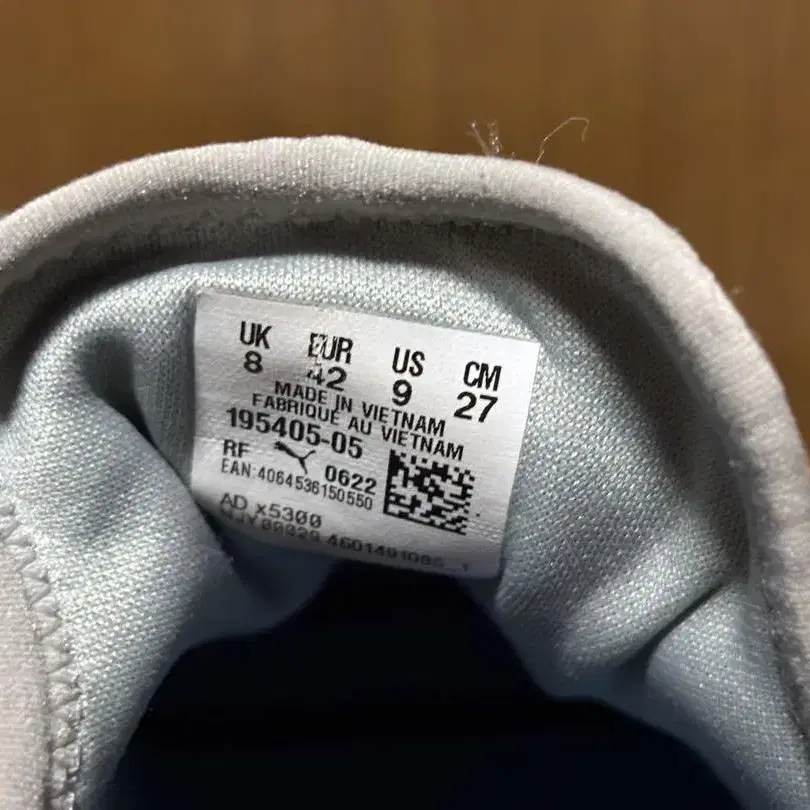 UK EUR US CM
8 42 9 27
MADE IN VIETNAM
FABRIQUÉ AU VIETNAM
195405-05
RF 0622
EAN:4064536150550
AD X5300